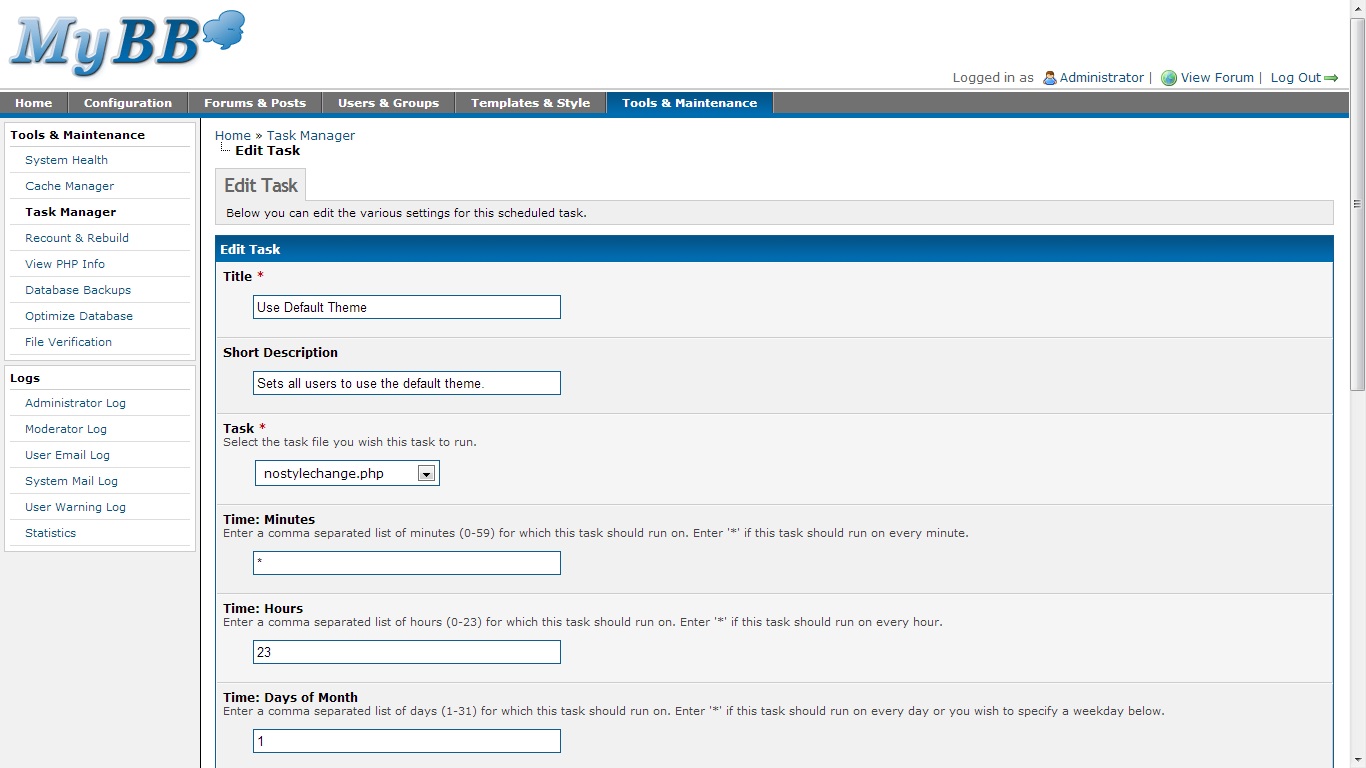 MyBB
Logged in as Administrator | View Forum | Log Out
Home Configuration Forums & Posts Users & Groups Templates & Style Tools & Maintenance
Tools & Maintenance
System Health
Cache Manager
Task Manager
Recount & Rebuild
View PHP Info
Database Backups
Optimize Database
File Verification
Logs
Administrator Log
Moderator Log
User Email Log
System Mail Log
User Warning Log
Statistics
Home » Task Manager
Edit Task
Edit Task
Below you can edit the various settings for this scheduled task.
Edit Task
Title *
Use Default Theme
Short Description
Sets all users to use the default theme.
Task *
Select the task file you wish this task to run.
nostylechange.php
Time: Minutes
Enter a comma separated list of minutes (0-59) for which this task should run on. Enter '*' if this task should run on every minute.
*
Time: Hours
Enter a comma separated list of hours (0-23) for which this task should run on. Enter '*' if this task should run on every hour.
23
Time: Days of Month
Enter a comma separated list of days (1-31) for which this task should run on. Enter '*' if this task should run on every day or you wish to specify a weekday below.
1